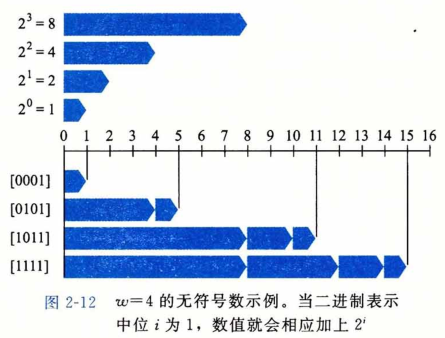 2³ = 8
2² = 4
2¹ = 2
2⁰ = 1
0 1 2 3 4 5 6 7 8 9 10 11 12 13 14 15 16
[0001]
[0101]
[1011]
[1111]
图 2-12 w=4 的无符号数示例。当二进制表示
中位 i 为 1，数值就会相应加上 2ⁱ